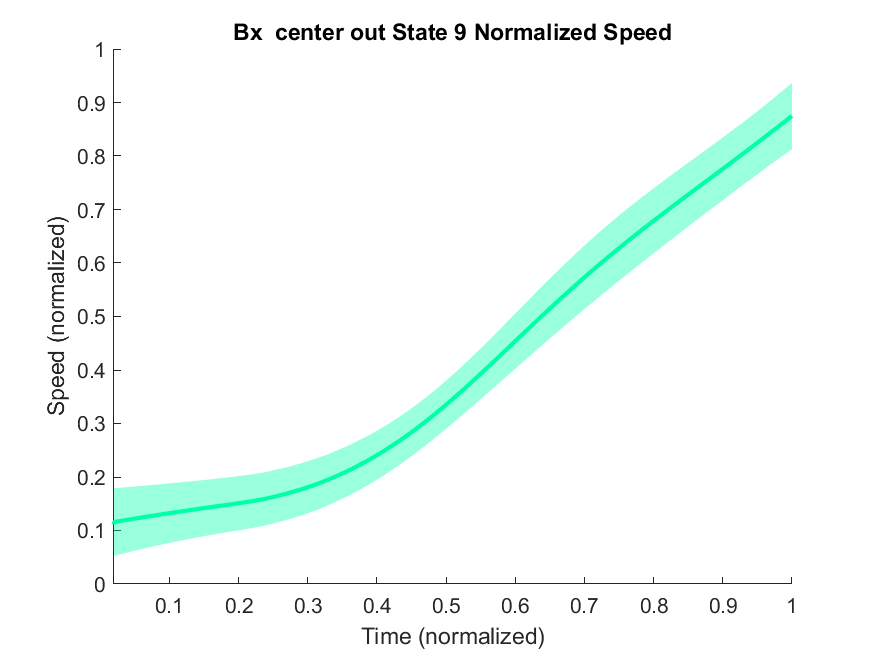 Bx  center out State 9 Normalized Speed
1
0.9
0.8
0.7
0.6
0.5
0.4
0.3
0.2
0.1
0
Speed (normalized)
0.1 0.2 0.3 0.4 0.5 0.6 0.7 0.8 0.9 1
Time (normalized)